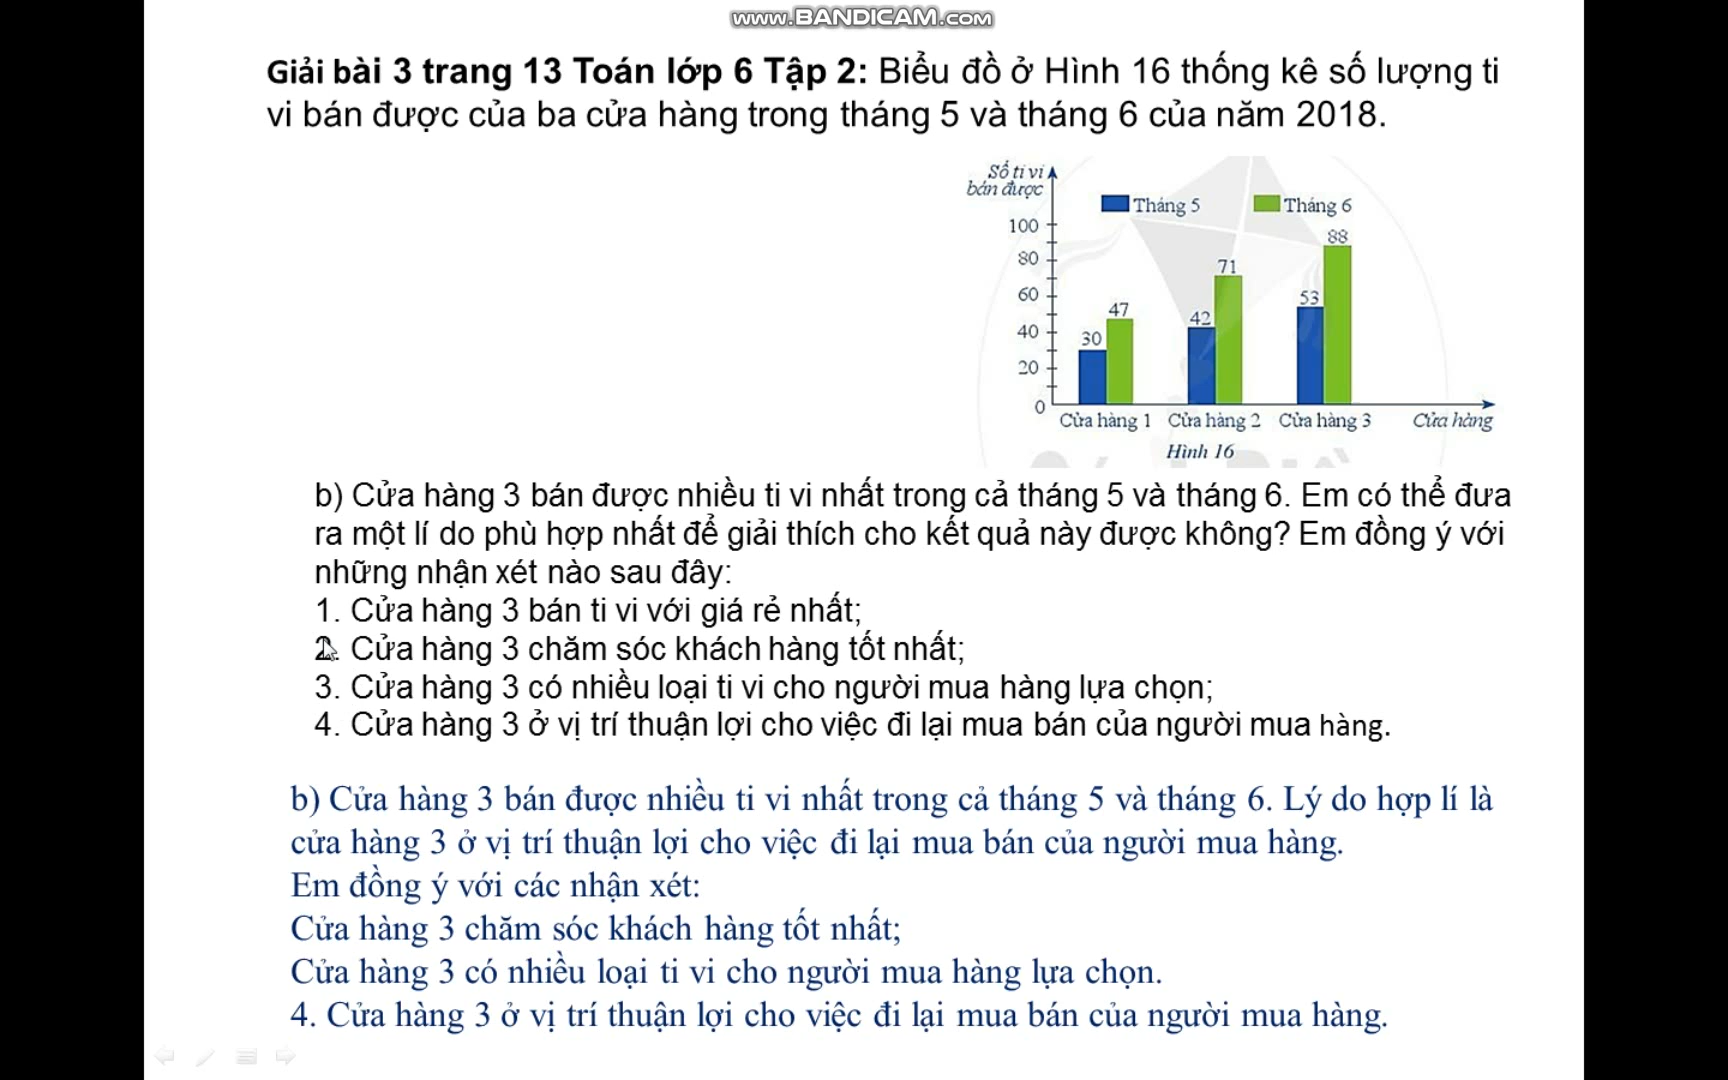 www.BANDICAM.com
Giải bài 3 trang 13 Toán lớp 6 Tập 2: Biểu đồ ở Hình 16 thống kê số lượng ti
vi bán được của ba cửa hàng trong tháng 5 và tháng 6 của năm 2018.
Số ti vi
bán được
Tháng 5 Tháng 6
100
80
60
40
20
0
30 47 42 71 53 88
Cửa hàng 1 Cửa hàng 2 Cửa hàng 3 Cửa hàng
Hình 16
b) Cửa hàng 3 bán được nhiều ti vi nhất trong cả tháng 5 và tháng 6. Em có thể đưa
ra một lí do phù hợp nhất để giải thích cho kết quả này được không? Em đồng ý với
những nhận xét nào sau đây:
1. Cửa hàng 3 bán ti vi với giá rẻ nhất;
2. Cửa hàng 3 chăm sóc khách hàng tốt nhất;
3. Cửa hàng 3 có nhiều loại ti vi cho người mua hàng lựa chọn;
4. Cửa hàng 3 ở vị trí thuận lợi cho việc đi lại mua bán của người mua hàng.
b) Cửa hàng 3 bán được nhiều ti vi nhất trong cả tháng 5 và tháng 6. Lý do hợp lí là
cửa hàng 3 ở vị trí thuận lợi cho việc đi lại mua bán của người mua hàng.
Em đồng ý với các nhận xét:
Cửa hàng 3 chăm sóc khách hàng tốt nhất;
Cửa hàng 3 có nhiều loại ti vi cho người mua hàng lựa chọn.
4. Cửa hàng 3 ở vị trí thuận lợi cho việc đi lại mua bán của người mua hàng.